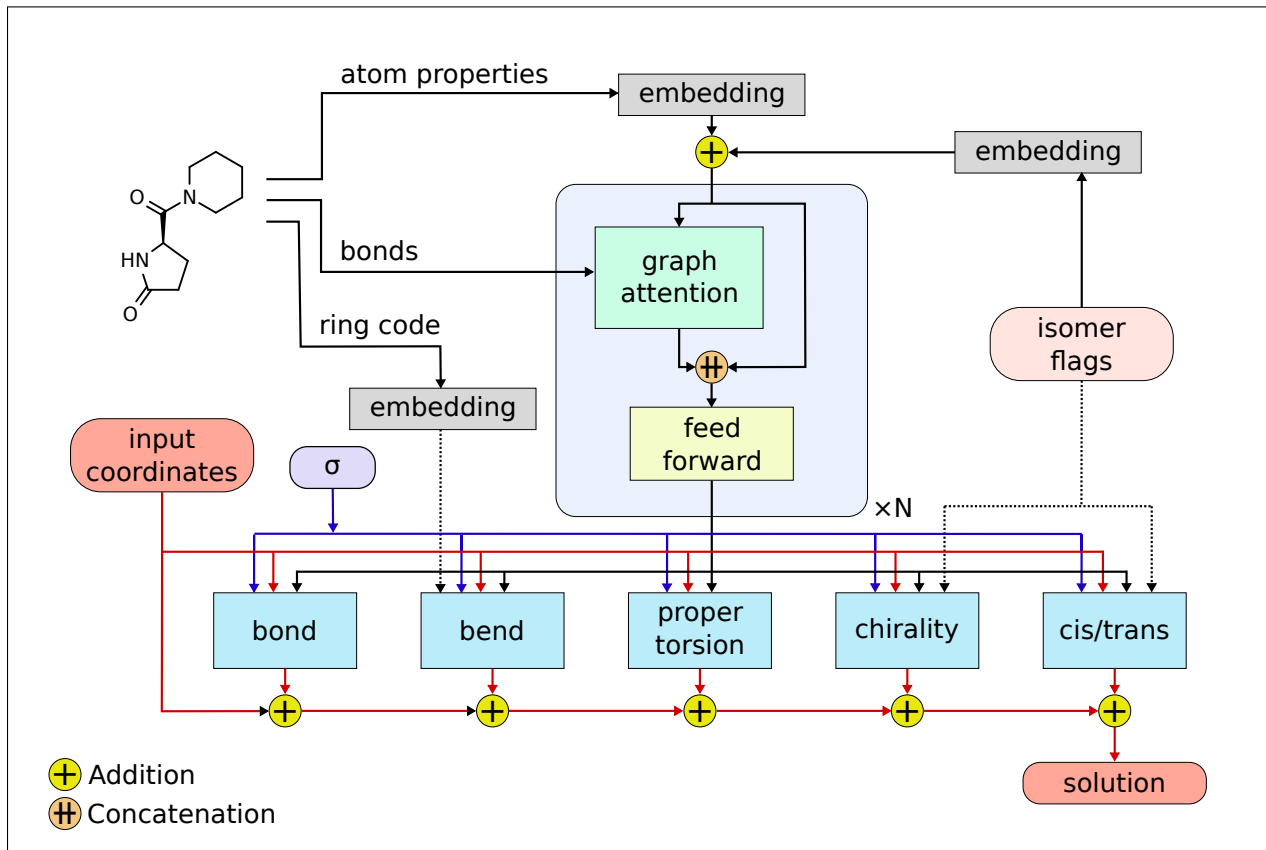 atom properties
embedding
embedding
O
N
HN
O
bonds
graph
attention
ring code
isomer
flags
embedding
input
coordinates
σ
feed
forward
×N
bond
bend
proper
torsion
chirality
cis/trans
Addition
Concatenation
solution